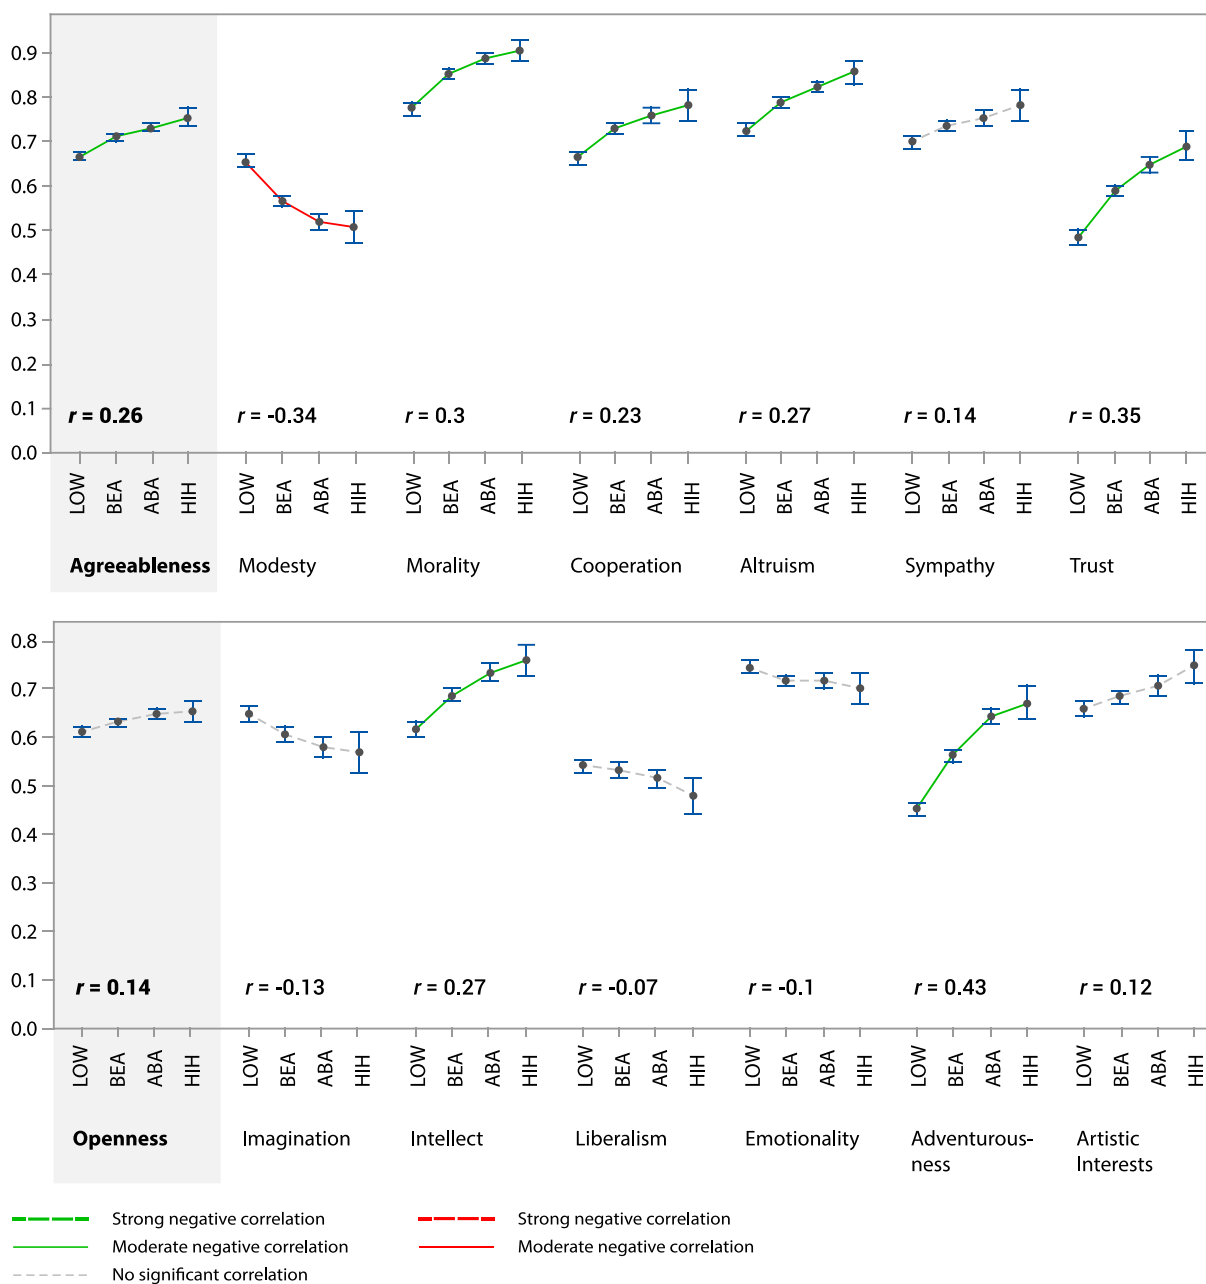 0.9
0.8
0.7
0.6
0.5
0.4
0.3
0.2
0.1
0.0
r = 0.26 r = -0.34 r = 0.3 r = 0.23 r = 0.27 r = 0.14 r = 0.35
LOW BEA ABA HIH LOW BEA ABA HIH LOW BEA ABA HIH LOW BEA ABA HIH LOW BEA ABA HIH LOW BEA ABA HIH LOW BEA ABA HIH
Agreeableness Modesty Morality Cooperation Altruism Sympathy Trust
0.8
0.7
0.6
0.5
0.4
0.3
0.2
0.1
0.0
r = 0.14 r = -0.13 r = 0.27 r = -0.07 r = -0.1 r = 0.43 r = 0.12
LOW BEA ABA HIH LOW BEA ABA HIH LOW BEA ABA HIH LOW BEA ABA HIH LOW BEA ABA HIH LOW BEA ABA HIH LOW BEA ABA HIH
Openness Imagination Intellect Liberalism Emotionality Adventurous- Artistic
ness Interests
Strong negative correlation Strong negative correlation
Moderate negative correlation Moderate negative correlation
No significant correlation